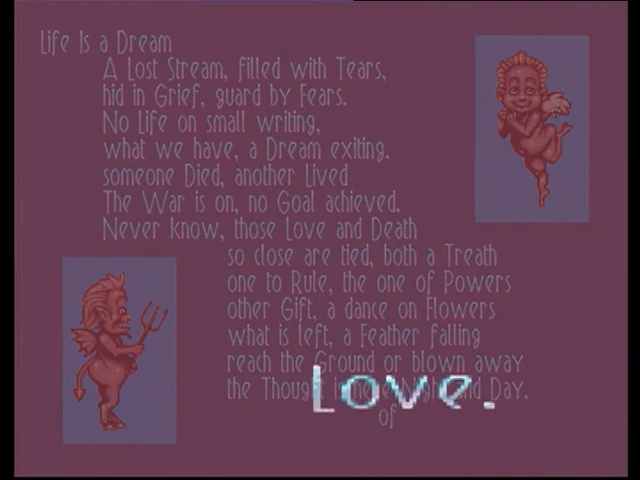 Life Is a Dream
A Lost Stream, filled with Tears,
hid in Grief, guard by Fears.
No Life on small writing,
what we have, a Dream exiting.
someone Died, another Lived
The War is on, no Goal achieved.
Never know, those Love and Death
so close are tied, both a Treath
one to Rule, the one of Powers
other Gift, a dance on Flowers
what is left, a Feather falling
reach the Ground or blown away
the Thought Night and Day.
Love.
of